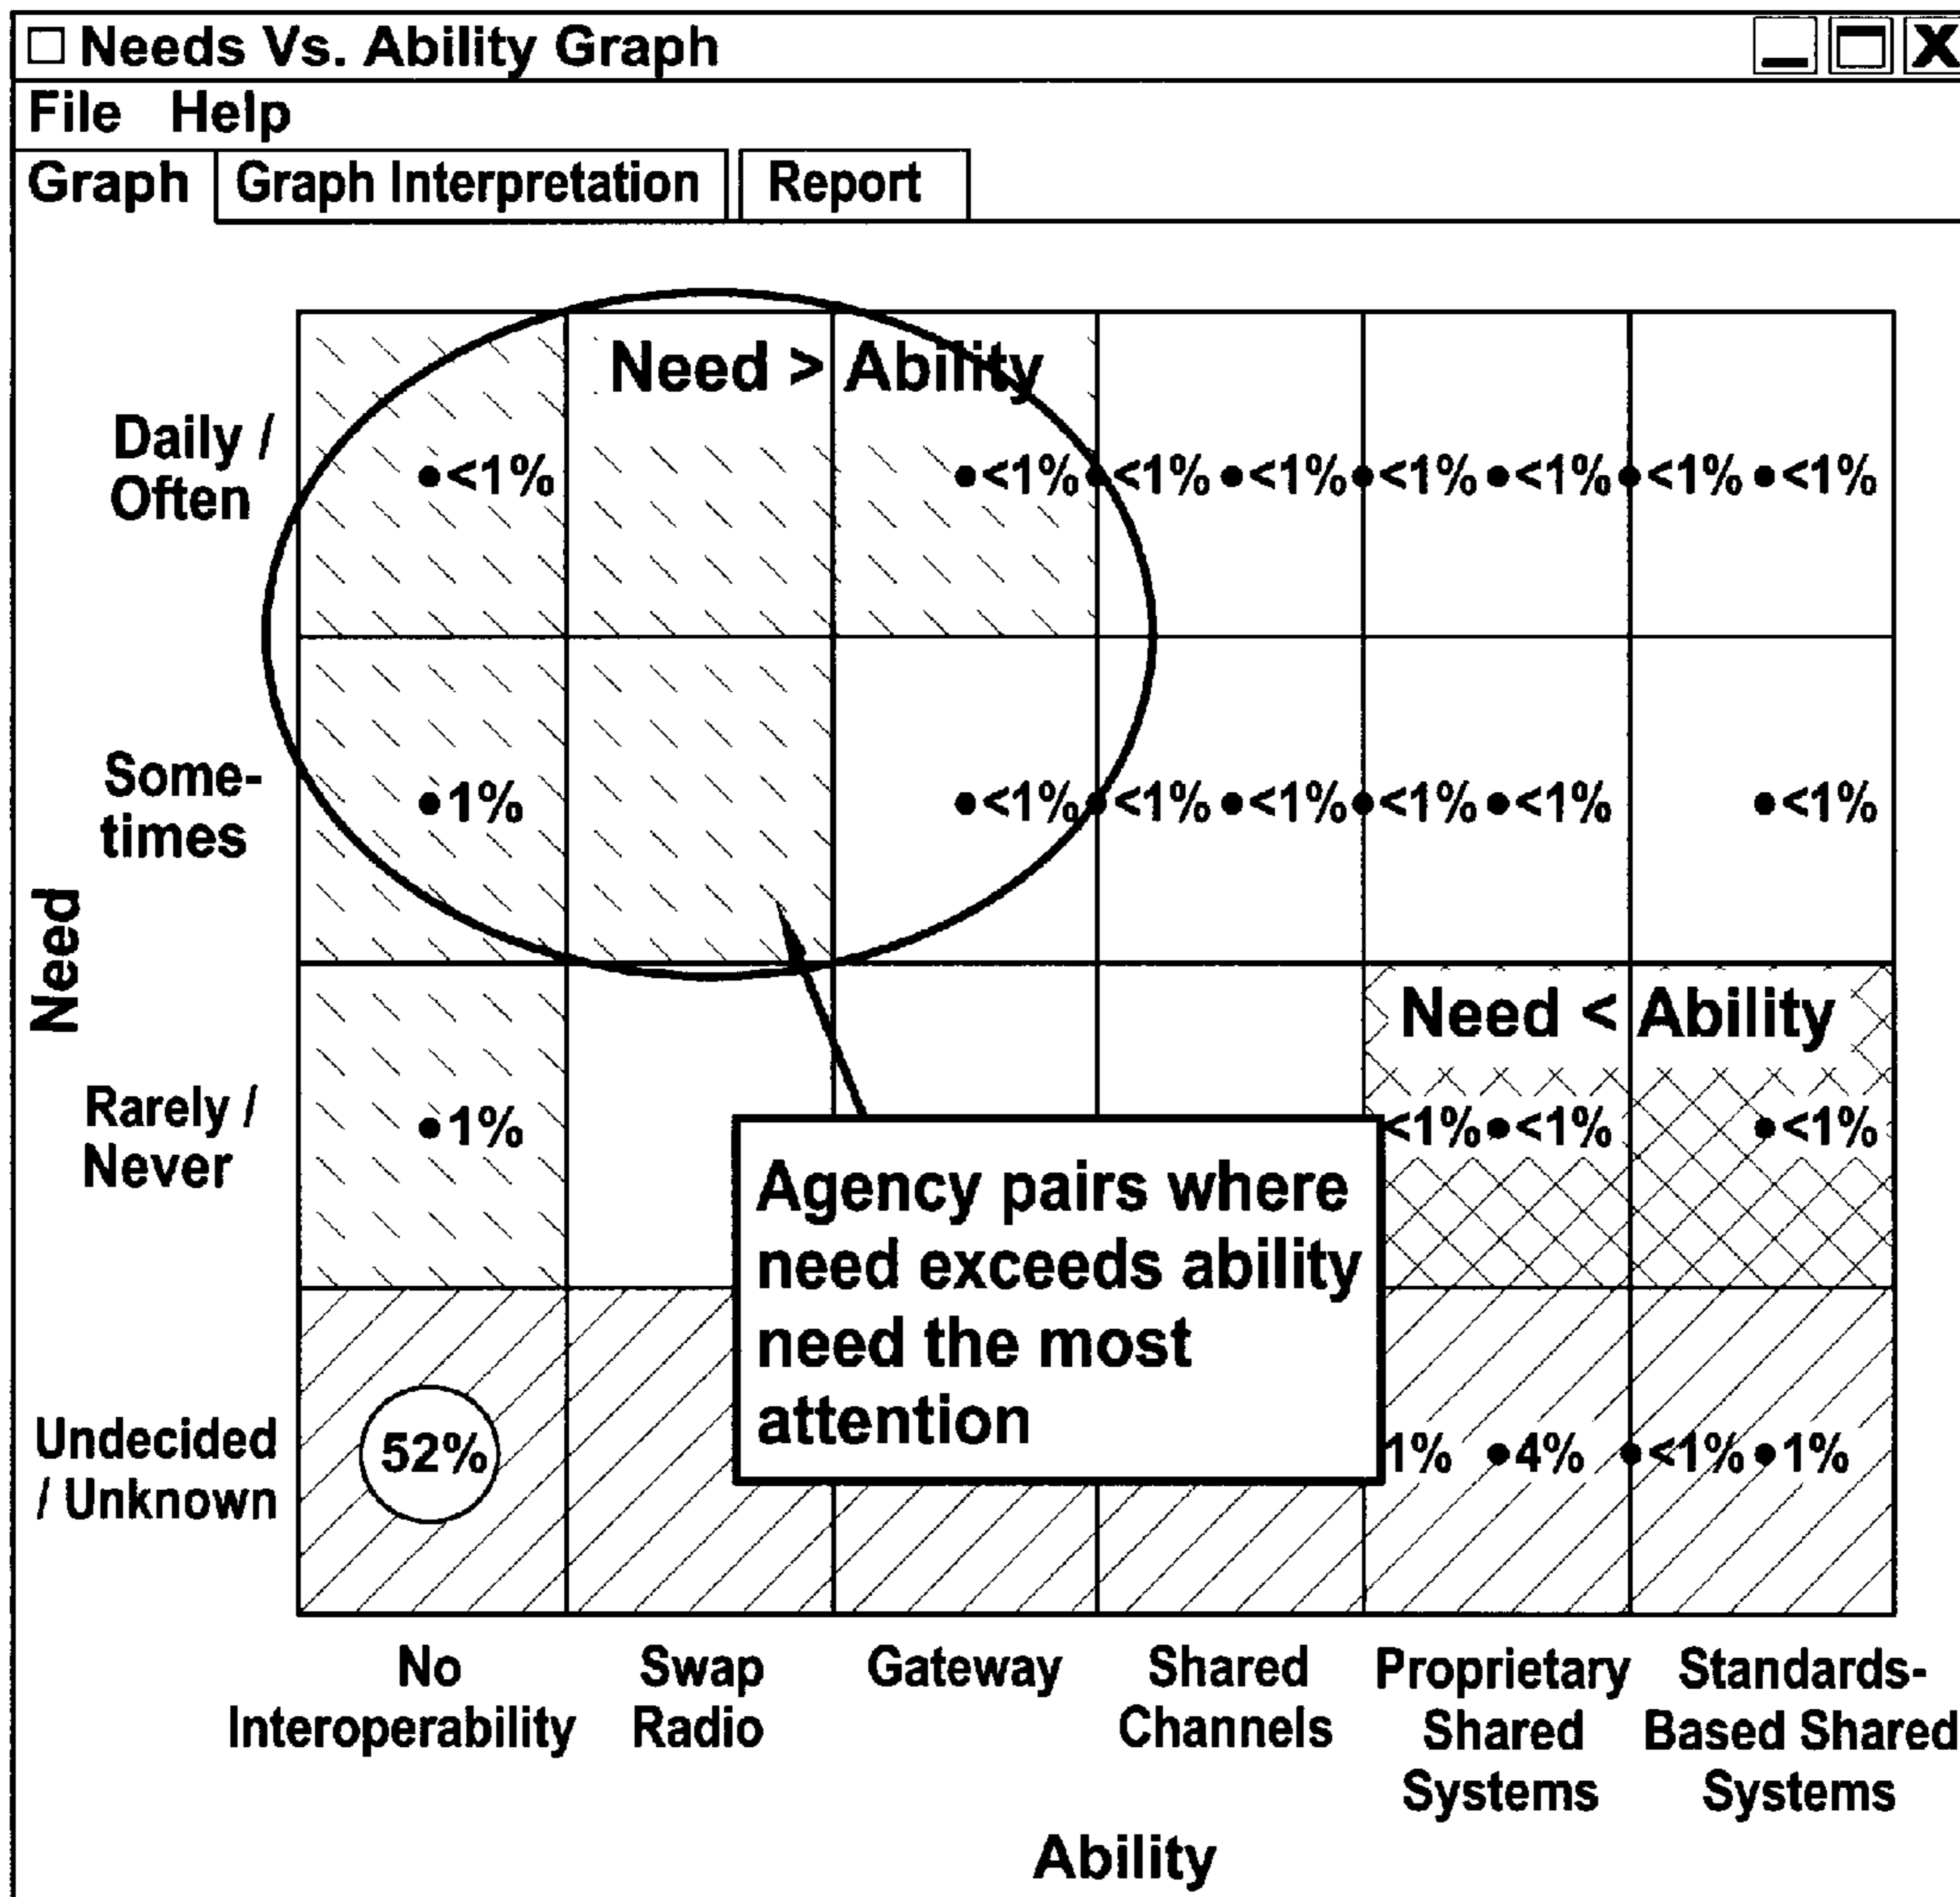 Needs Vs. Ability Graph
File Help
Graph Graph Interpretation Report
Need > Ability
Daily /
Often
<1% <1% <1% <1% <1% <1% <1% <1%
Some-
times
1% <1% <1% <1% <1% <1% <1%
Need
Need < Ability
Rarely /
Never
1% <1% <1% <1%
Agency pairs where
need exceeds ability
need the most
attention
Undecided
/ Unknown
52% 1% 4% <1% 1%
No
Interoperability
Swap
Radio
Gateway
Shared
Channels
Proprietary
Shared
Systems
Standards-
Based Shared
Systems
Ability